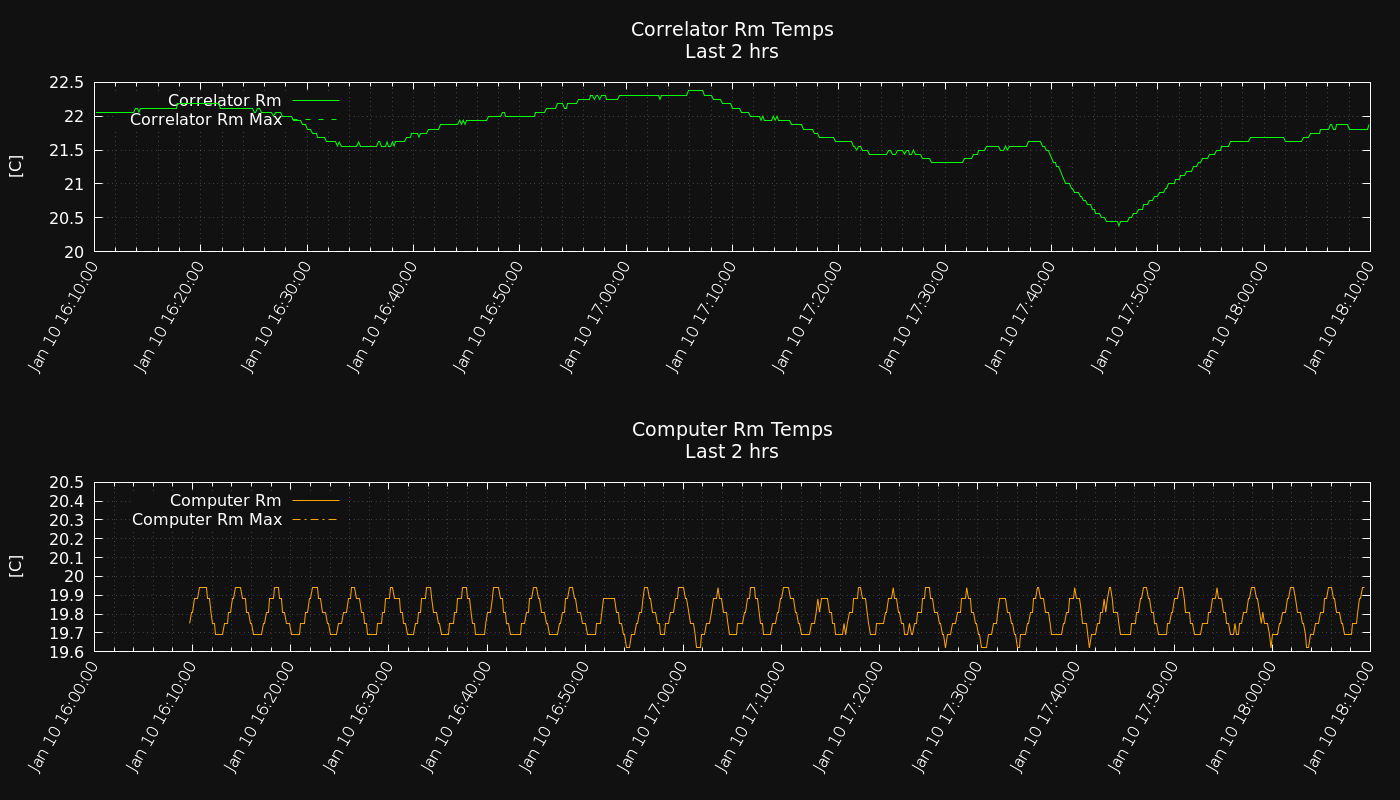 Correlator Rm Temps
Last 2 hrs
22.5
22
21.5
21
20.5
20
[C]
Correlator Rm
Correlator Rm Max
Jan 10 16:10:00
Jan 10 16:20:00
Jan 10 16:30:00
Jan 10 16:40:00
Jan 10 16:50:00
Jan 10 17:00:00
Jan 10 17:10:00
Jan 10 17:20:00
Jan 10 17:30:00
Jan 10 17:40:00
Jan 10 17:50:00
Jan 10 18:00:00
Jan 10 18:10:00
Computer Rm Temps
Last 2 hrs
20.5
20.4
20.3
20.2
20.1
20
19.9
19.8
19.7
19.6
[C]
Computer Rm
Computer Rm Max
Jan 10 16:00:00
Jan 10 16:10:00
Jan 10 16:20:00
Jan 10 16:30:00
Jan 10 16:40:00
Jan 10 16:50:00
Jan 10 17:00:00
Jan 10 17:10:00
Jan 10 17:20:00
Jan 10 17:30:00
Jan 10 17:40:00
Jan 10 17:50:00
Jan 10 18:00:00
Jan 10 18:10:00